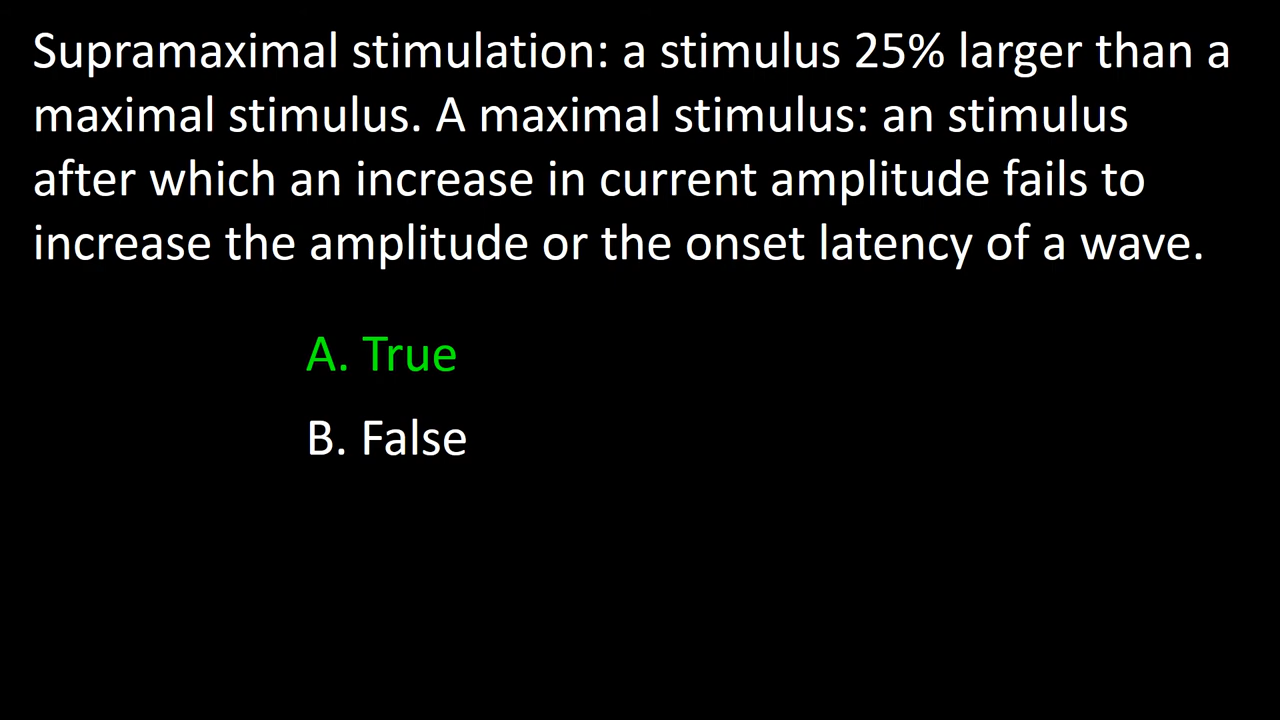 Supramaximal stimulation: a stimulus 25% larger than a
maximal stimulus. A maximal stimulus: an stimulus
after which an increase in current amplitude fails to
increase the amplitude or the onset latency of a wave.
A. True
B. False